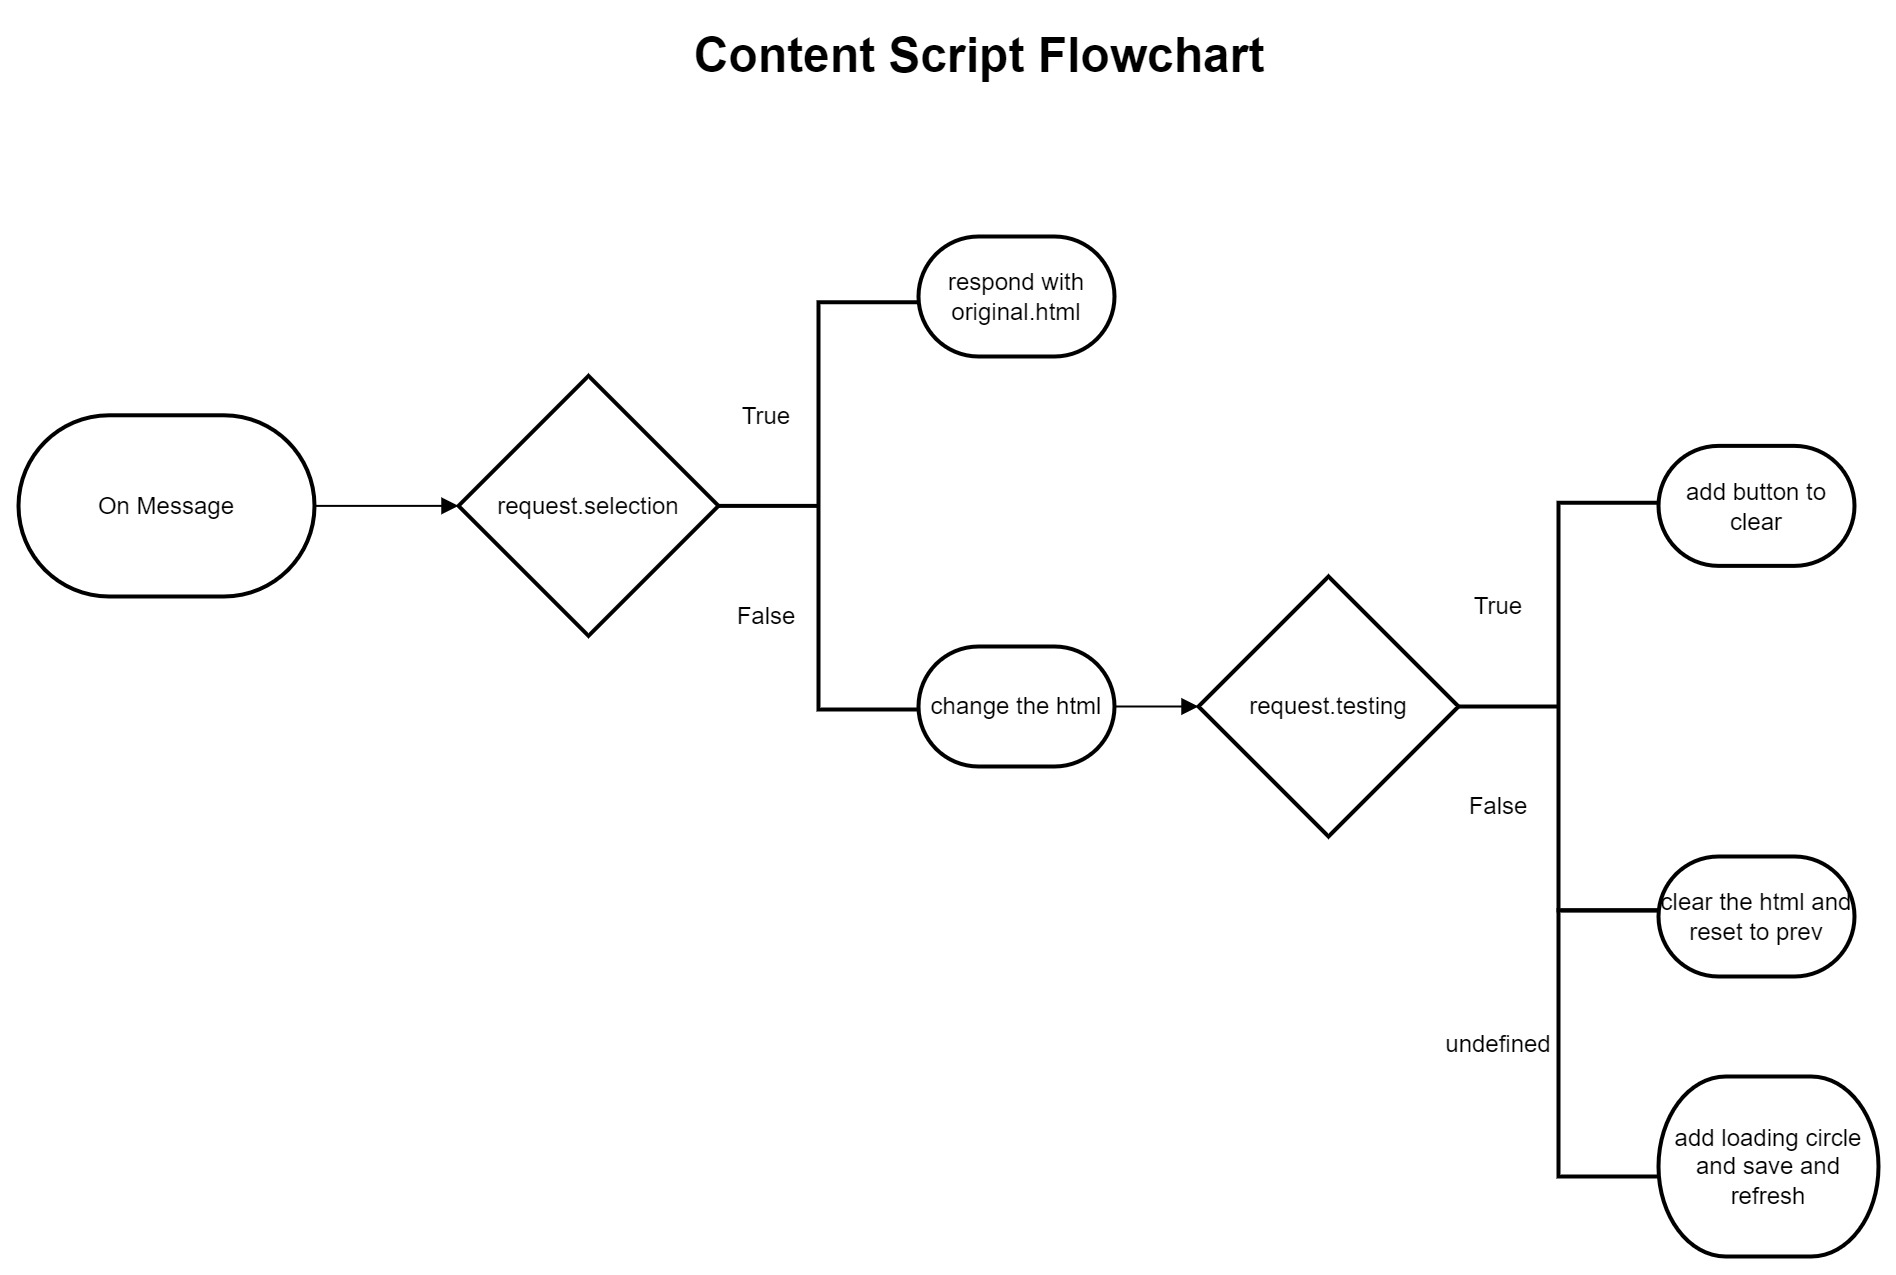 Content Script Flowchart
respond with
original.html
True
On Message
request.selection
False
change the html
request.testing
True
add button to
clear
False
clear the html and
reset to prev
undefined
add loading circle
and save and
refresh